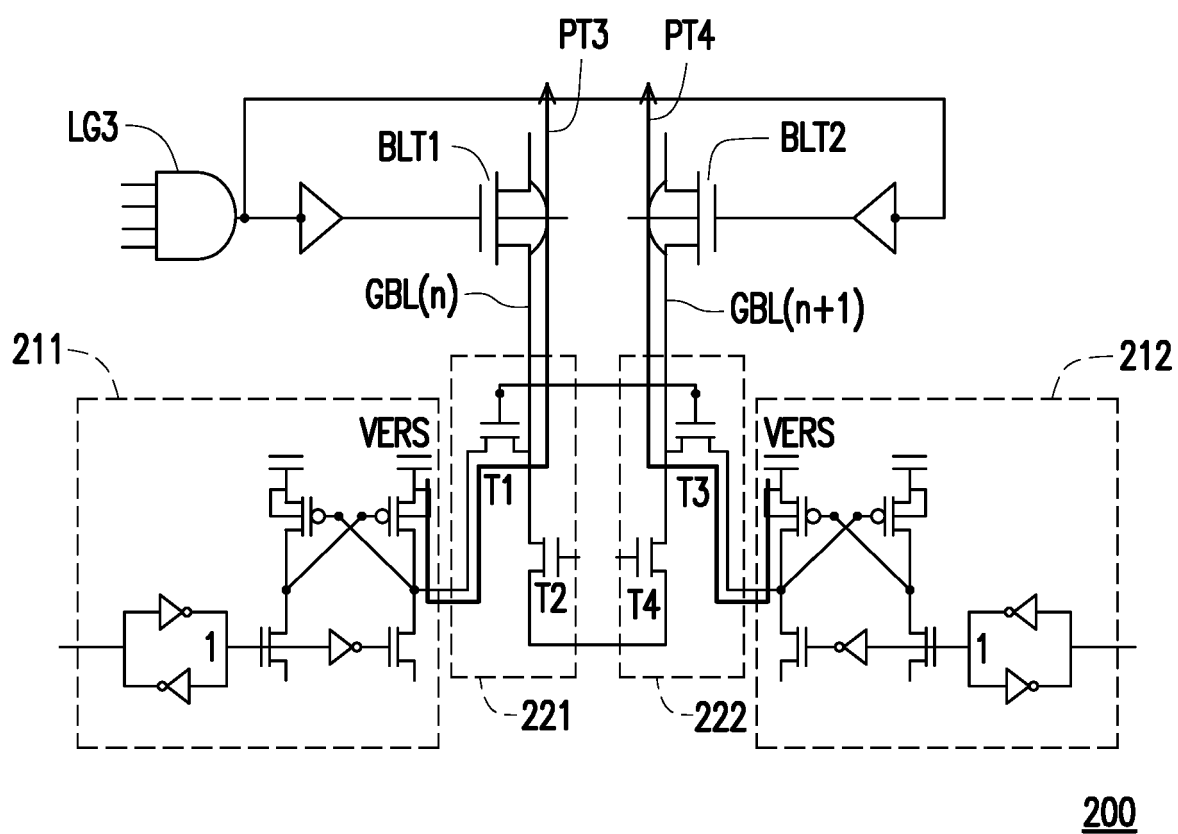 PT3 PT4
LG3
BLT1 BLT2
GBL(n) GBL(n+1)
211 212
VERS VERS
T1 T3
T2 T4
1 1
221 222
200